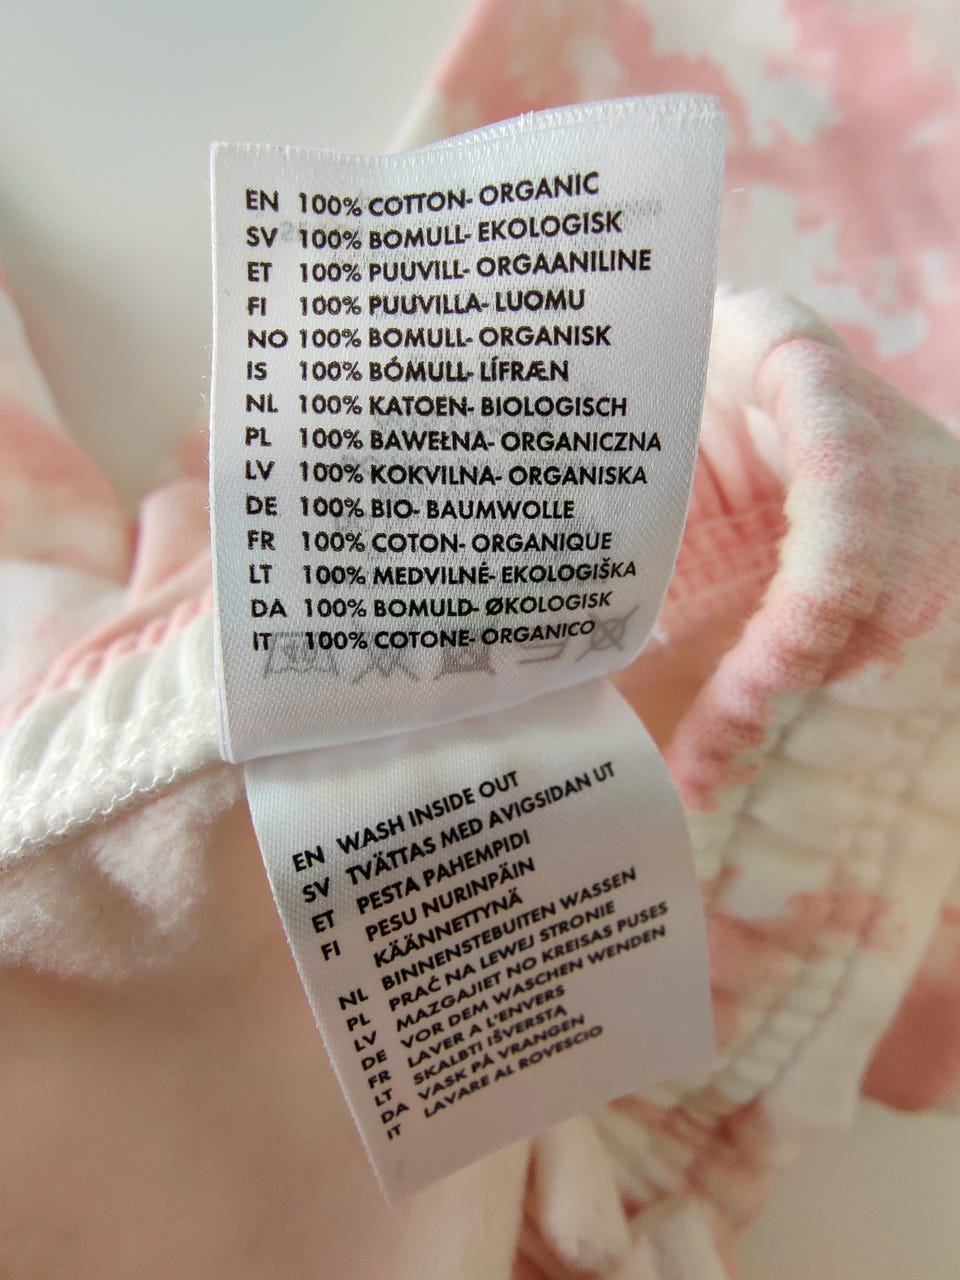 EN 100% COTTON- ORGANIC
SV 100% BOMULL- EKOLOGISK
ET 100% PUUVILL- ORGAANILINE
FI 100% PUUVILLA- LUOMU
NO 100% BOMULL- ORGANISK
IS 100% BÓMULL- LÍFRÆN
NL 100% KATOEN- BIOLOGISCH
PL 100% BAWEŁNA- ORGANICZNA
LV 100% KOKVILNA- ORGANISKA
DE 100% BIO- BAUMWOLLE
FR 100% COTON- ORGANIQUE
LT 100% MEDVILNĖ- EKOLOGIŠKA
DA 100% BOMULD- ØKOLOGISK
IT 100% COTONE- ORGANICO
EN WASH INSIDE OUT
SV TVÄTTAS MED AVIGSIDAN UT
ET PESTA PAHEMPIDI
FI PESU NURINPÄIN
KÄÄNNETTYNÄ
NL BINNENSTEBUITEN WASSEN
PL PRAĆ NA LEWEJ STRONIE
LV MAZGAJIET NO KREISAS PUSES
DE VOR DEM WASCHEN WENDEN
FR LAVER A L'ENVERS
LT SKALBTI IŠVERSTA
DA VASK PÅ VRANGEN
IT LAVARE AL ROVESCIO